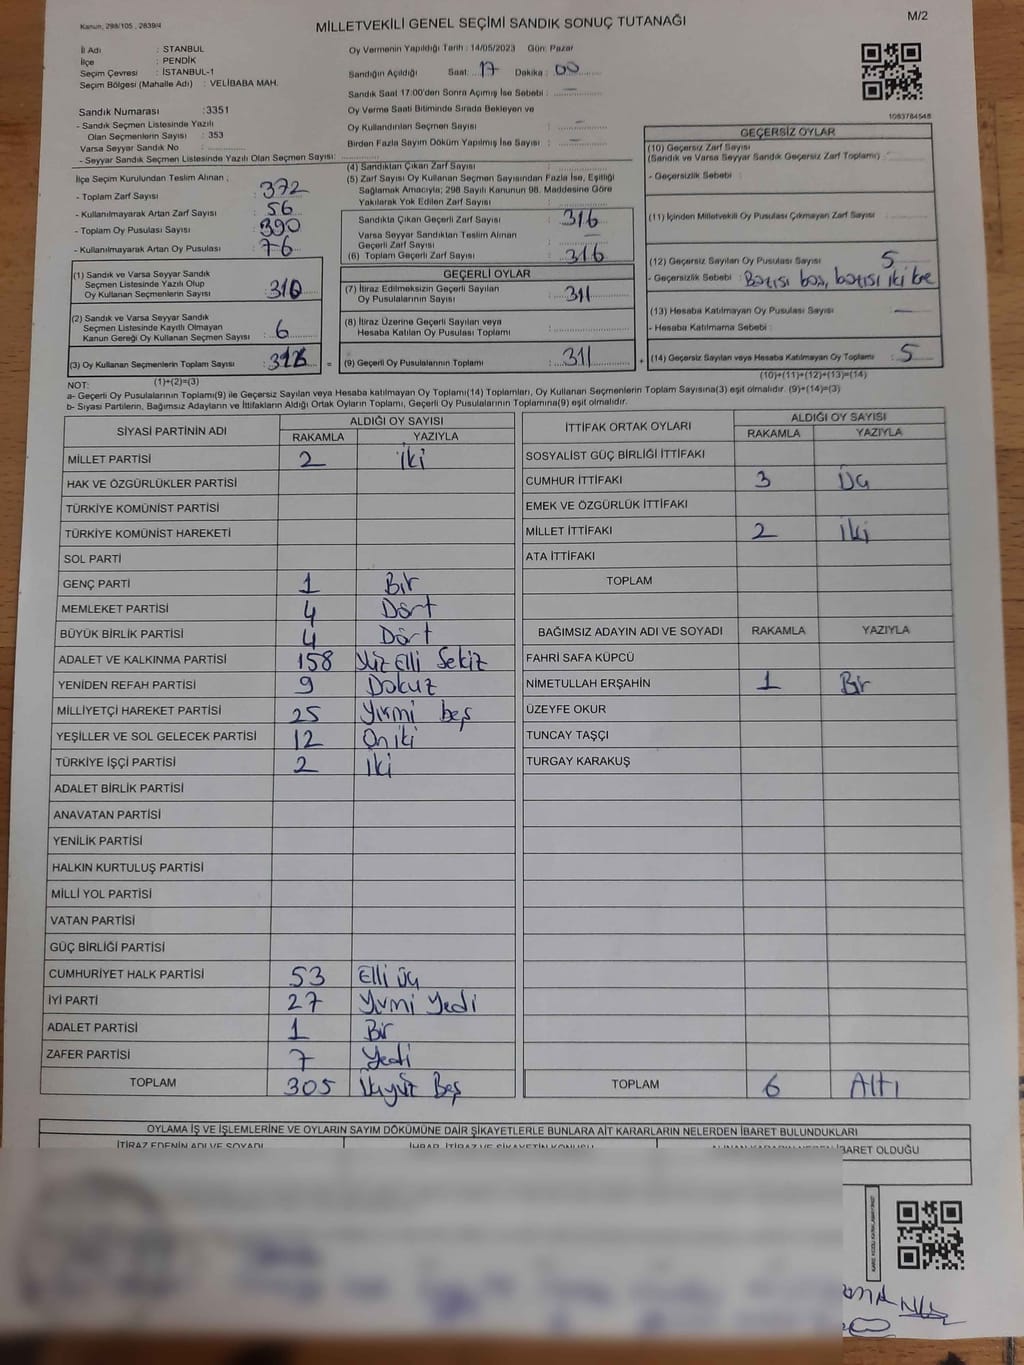 Kanun, 298/105 , 2839/4
MİLLETVEKİLİ GENEL SEÇİMİ SANDIK SONUÇ TUTANAĞI
M/2
İl Adı : STANBUL
İlçe : PENDİK
Seçim Çevresi : İSTANBUL-1
Seçim Bölgesi (Mahalle Adı) : VELİBABA MAH.
Oy Vermenin Yapıldığı Tarih : 14/05/2023 Gün: Pazar
Sandığın Açıldığı Saat: 17 Dakika : 00
Sandık Saat 17:00'den Sonra Açımış İse Sebebi : —
Oy Verme Saati Bitiminde Sırada Bekleyen ve
Oy Kullandırılan Seçmen Sayısı : —
Birden Fazla Sayım Döküm Yapılmış İse Sayısı : —
1083784548
Sandık Numarası :3351
- Sandık Seçmen Listesinde Yazılı
Olan Seçmenlerin Sayısı : 353
Varsa Seyyar Sandık No :
- Seyyar Sandık Seçmen Listesinde Yazılı Olan Seçmen Sayısı :
İlçe Seçim Kurulundan Teslim Alınan ;
- Toplam Zarf Sayısı : 372
- Kullanılmayarak Artan Zarf Sayısı : 56
- Toplam Oy Pusulası Sayısı : 390
- Kullanılmayarak Artan Oy Pusulası : 76
(1) Sandık ve Varsa Seyyar Sandık
Seçmen Listesinde Yazılı Olup
Oy Kullanan Seçmenlerin Sayısı : 310
(2) Sandık ve Varsa Seyyar Sandık
Seçmen Listesinde Kayıtlı Olmayan
Kanun Gereği Oy Kullanan Seçmen Sayısı : 6
(3) Oy Kullanan Seçmenlerin Toplam Sayısı :
(1)+(2)=(3)
(4) Sandıktan Çıkan Zarf Sayısı :
(5) Zarf Sayısı Oy Kullanan Seçmen Sayısından Fazla İse, Eşitliği
Sağlamak Amacıyla; 298 Sayılı Kanunun 98. Maddesine Göre
Yakılarak Yok Edilen Zarf Sayısı :
Sandıkta Çıkan Geçerli Zarf Sayısı : 316
Varsa Seyyar Sandıktan Teslim Alınan
Geçerli Zarf Sayısı : —
(6) Toplam Geçerli Zarf Sayısı : 316
GEÇERLİ OYLAR
(7) İtiraz Edilmeksizin Geçerli Sayılan
Oy Pusulalarının Sayısı : 311
(8) İtiraz Üzerine Geçerli Sayılan veya
Hesaba Katılan Oy Pusulası Toplamı :
= (9) Geçerli Oy Pusulalarının Toplamı : 311 +
GEÇERSİZ OYLAR
(10) Geçersiz Zarf Sayısı
(Sandık ve Varsa Seyyar Sandık Geçersiz Zarf Toplamı) :
- Geçersizlik Sebebi :
(11) İçinden Milletvekili Oy Pusulası Çıkmayan Zarf Sayısı :
(12) Geçersiz Sayılan Oy Pusulası Sayısı : 5
- Geçersizlik Sebebi :
(13) Hesaba Katılmayan Oy Pusulası Sayısı : —
- Hesaba Katılmama Sebebi :
(14) Geçersiz Sayılan veya Hesaba Katılmayan Oy Toplamı : 5
(10)+(11)+(12)+(13)=(14)
NOT:
a- Geçerli Oy Pusulalarının Toplamı(9) ile Geçersiz Sayılan veya Hesaba katılmayan Oy Toplamı(14) Toplamları, Oy Kullanan Seçmenlerin Toplam Sayısına(3) eşit olmalıdır. (9)+(14)=(3)
b- Siyasi Partilerin, Bağımsız Adayların ve İttifakların Aldığı Ortak Oyların Toplamı, Geçerli Oy Pusulalarının Toplamına(9) eşit olmalıdır.
SİYASİ PARTİNİN ADI ALDIĞI OY SAYISI
RAKAMLA YAZIYLA
MİLLET PARTİSİ 2 iki
HAK VE ÖZGÜRLÜKLER PARTİSİ
TÜRKİYE KOMÜNİST PARTİSİ
TÜRKİYE KOMÜNİST HAREKETİ
SOL PARTİ
GENÇ PARTİ 1 Bir
MEMLEKET PARTİSİ 4 Dört
BÜYÜK BİRLİK PARTİSİ 4 Dört
ADALET VE KALKINMA PARTİSİ 158 Yüz Elli Sekiz
YENİDEN REFAH PARTİSİ 9 Dokuz
MİLLİYETÇİ HAREKET PARTİSİ 25 Yirmi beş
YEŞİLLER VE SOL GELECEK PARTİSİ 12 On iki
TÜRKİYE İŞÇİ PARTİSİ 2 iki
ADALET BİRLİK PARTİSİ
ANAVATAN PARTİSİ
YENİLİK PARTİSİ
HALKIN KURTULUŞ PARTİSİ
MİLLİ YOL PARTİSİ
VATAN PARTİSİ
GÜÇ BİRLİĞİ PARTİSİ
CUMHURİYET HALK PARTİSİ 53 Elli üç
İYİ PARTİ 27 Yirmi yedi
ADALET PARTİSİ 1 Bir
ZAFER PARTİSİ 7 Yedi
TOPLAM 305 Üçyüz Beş
İTTİFAK ORTAK OYLARI ALDIĞI OY SAYISI
RAKAMLA YAZIYLA
SOSYALİST GÜÇ BİRLİĞİ İTTİFAKI
CUMHUR İTTİFAKI 3 Üç
EMEK VE ÖZGÜRLÜK İTTİFAKI
MİLLET İTTİFAKI 2 iki
ATA İTTİFAKI
TOPLAM
BAĞIMSIZ ADAYIN ADI VE SOYADI RAKAMLA YAZIYLA
FAHRİ SAFA KÜPCÜ
NİMETULLAH ERŞAHİN 1 Bir
ÜZEYFE OKUR
TUNCAY TAŞÇI
TURGAY KARAKUŞ
TOPLAM 6 Altı
OYLAMA İŞ VE İŞLEMLERİNE VE OYLARIN SAYIM DÖKÜMÜNE DAİR ŞİKAYETLERLE BUNLARA AİT KARARLARIN NELERDEN İBARET BULUNDUKLARI
İTİRAZ EDENİN ADI VE SOYADI İHBAR, İTİRAZ VE ŞİKAYETİN KONUSU İBARET OLDUĞU